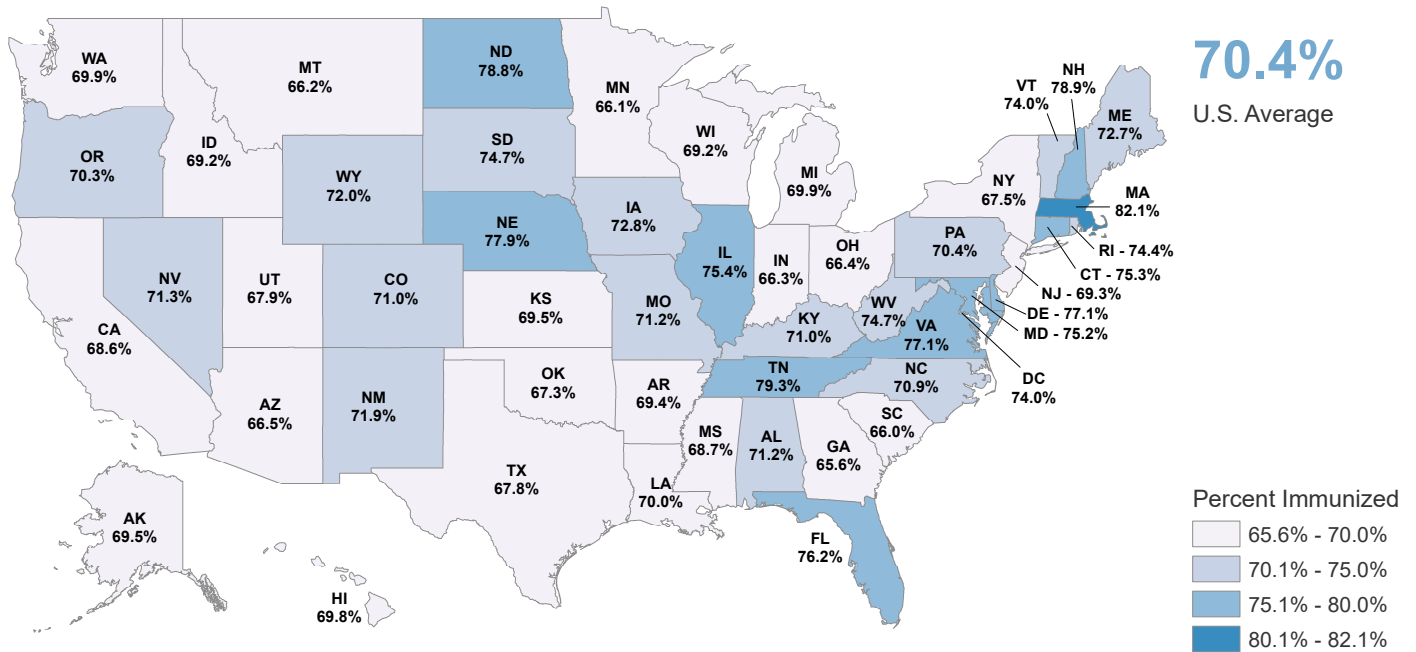 WA
69.9%
MT
66.2%
ND
78.8%
MN
66.1%
VT
74.0%
NH
78.9%
ME
72.7%
70.4%
U.S. Average
OR
70.3%
ID
69.2%
WY
72.0%
SD
74.7%
WI
69.2%
MI
69.9%
NY
67.5%
MA
82.1%
RI - 74.4%
CT - 75.3%
NJ - 69.3%
DE - 77.1%
MD - 75.2%
DC
74.0%
NV
71.3%
UT
67.9%
CO
71.0%
NE
77.9%
IA
72.8%
IL
75.4%
IN
66.3%
OH
66.4%
PA
70.4%
CA
68.6%
KS
69.5%
MO
71.2%
KY
71.0%
WV
74.7%
VA
77.1%
AZ
66.5%
NM
71.9%
OK
67.3%
AR
69.4%
TN
79.3%
NC
70.9%
SC
66.0%
MS
68.7%
AL
71.2%
GA
65.6%
TX
67.8%
LA
70.0%
FL
76.2%
AK
69.5%
HI
69.8%
Percent Immunized
65.6% - 70.0%
70.1% - 75.0%
75.1% - 80.0%
80.1% - 82.1%